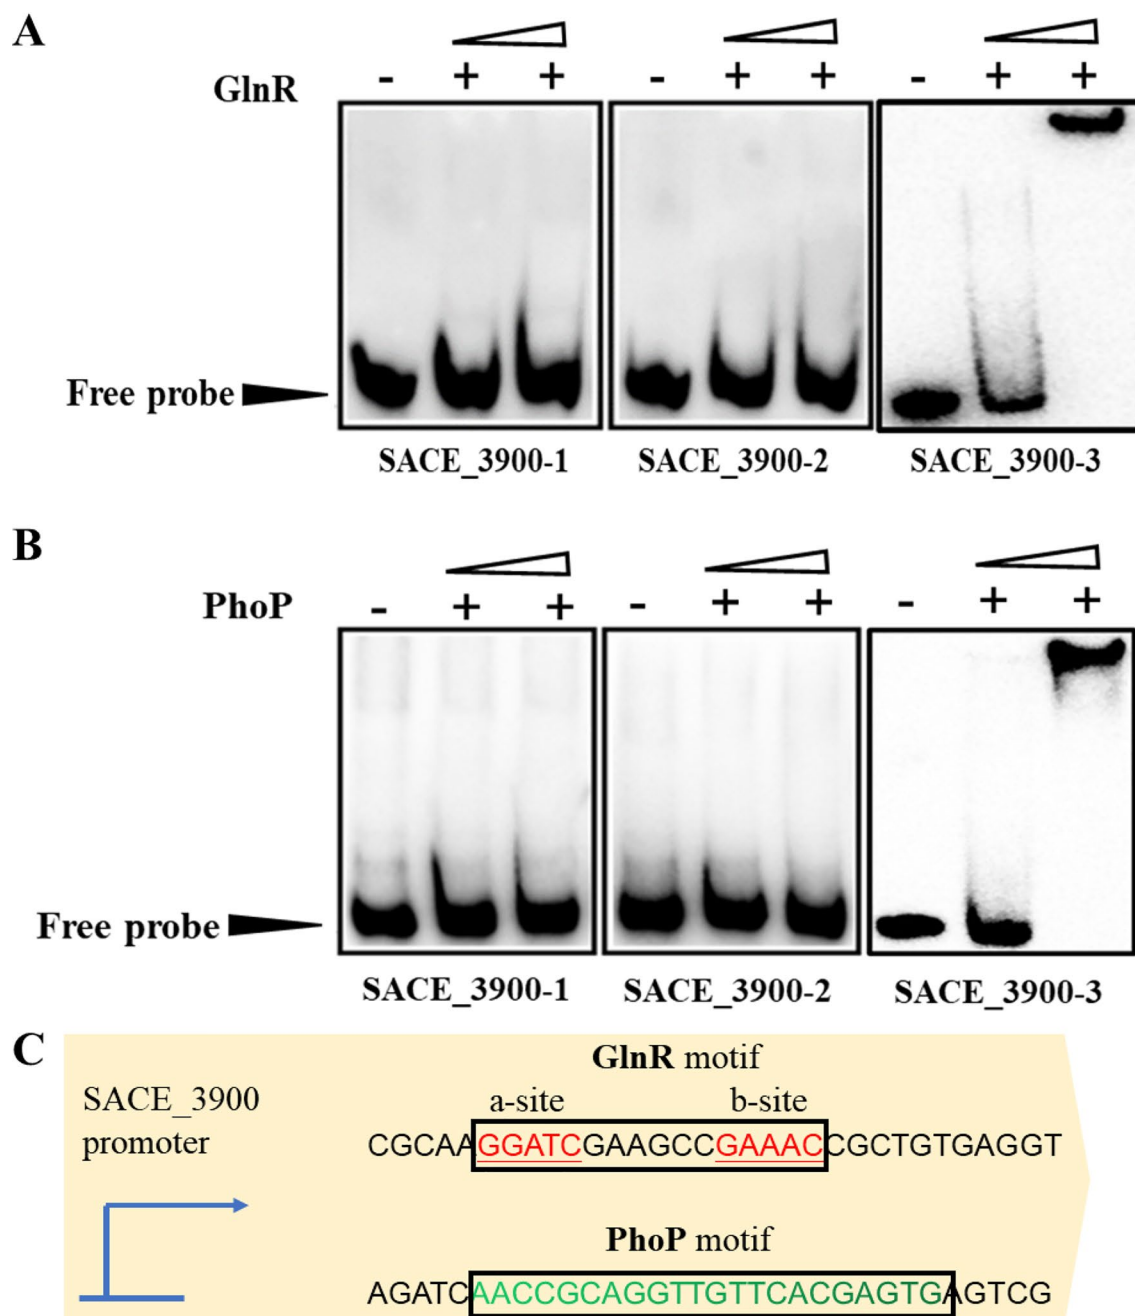 A
GlnR - + + - + + - + +
Free probe
SACE_3900-1 SACE_3900-2 SACE_3900-3
B
PhoP - + + - + + - + +
Free probe
SACE_3900-1 SACE_3900-2 SACE_3900-3
C
GlnR motif
SACE_3900
promoter
a-site b-site
CGCAAGGATCGAAGCCGAAACCGCTGTGAGGT
PhoP motif
AGATCAACCGCAGGTTGTTCACGAGTGAGTCG